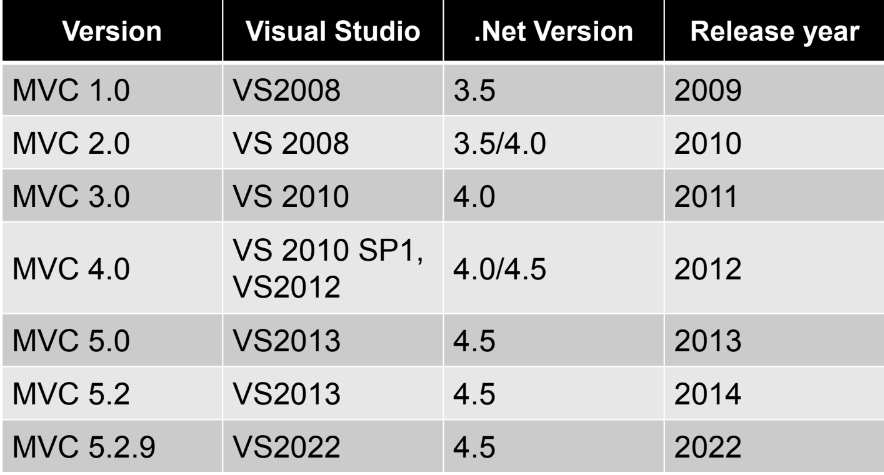 Version Visual Studio .Net Version Release year
MVC 1.0 VS2008 3.5 2009
MVC 2.0 VS 2008 3.5/4.0 2010
MVC 3.0 VS 2010 4.0 2011
MVC 4.0 VS 2010 SP1, VS2012 4.0/4.5 2012
MVC 5.0 VS2013 4.5 2013
MVC 5.2 VS2013 4.5 2014
MVC 5.2.9 VS2022 4.5 2022